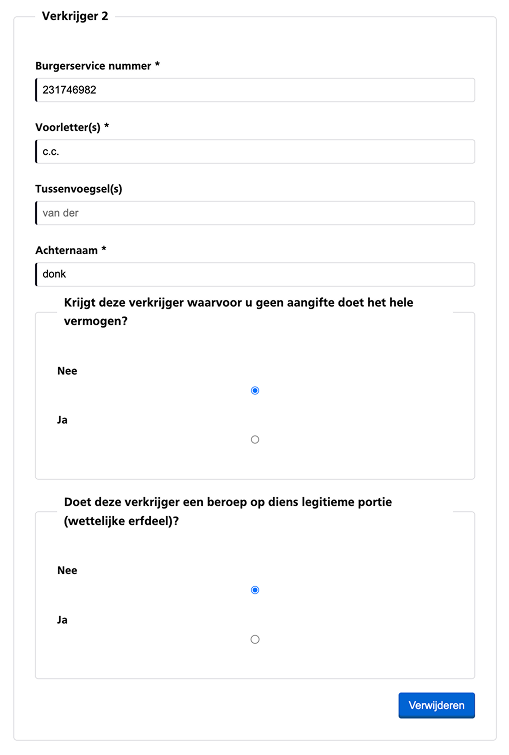 Verkrijger 2
Burgerservice nummer *
231746982
Voorletter(s) *
c.c.
Tussenvoegsel(s)
van der
Achternaam *
donk
Krijgt deze verkrijger waarvoor u geen aangifte doet het hele
vermogen?
Nee
Ja
Doet deze verkrijger een beroep op diens legitieme portie
(wettelijke erfdeel)?
Nee
Ja
Verwijderen